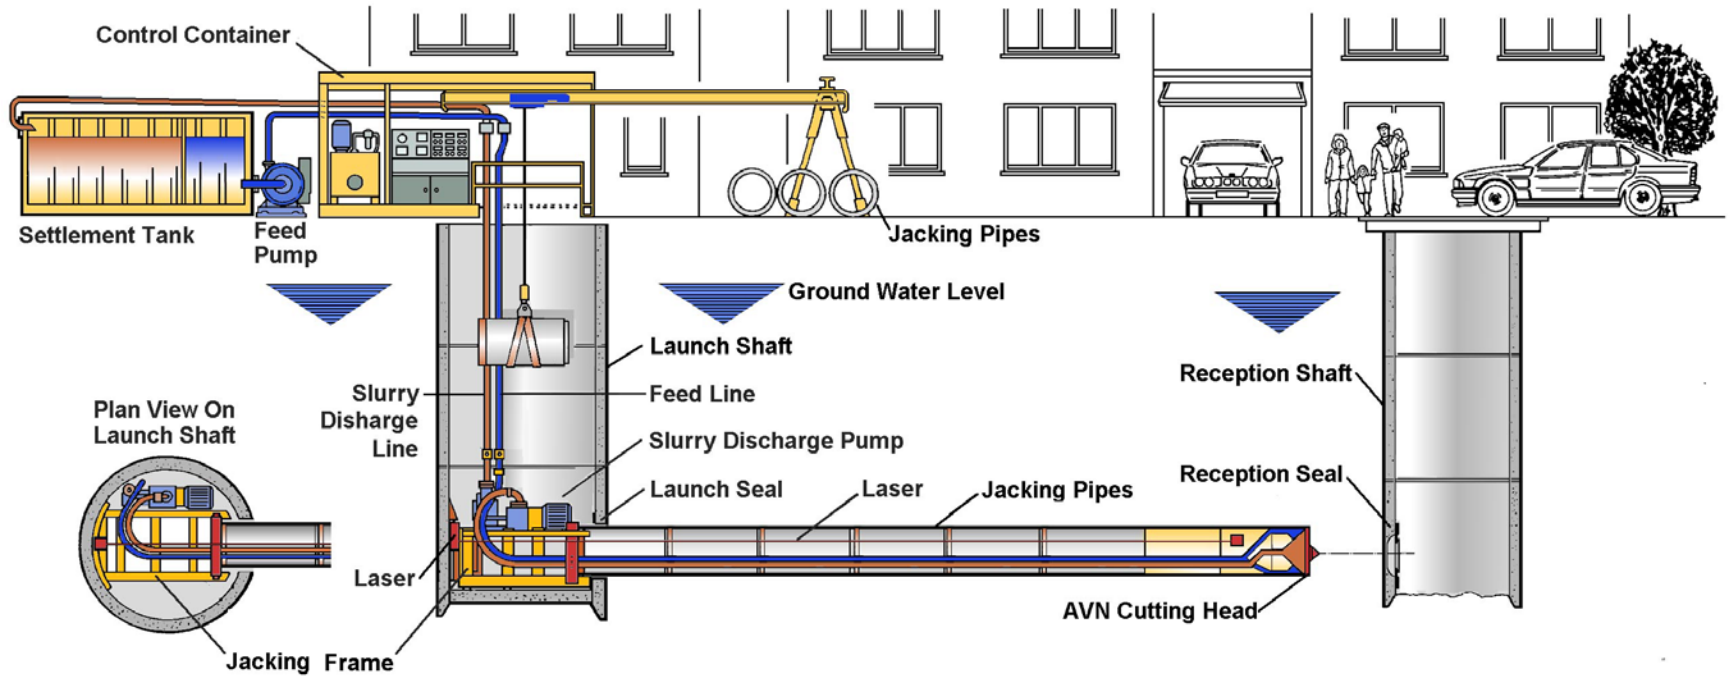 Control Container
Settlement Tank
Feed
Pump
Jacking Pipes
Ground Water Level
Launch Shaft
Reception Shaft
Slurry
Disharge
Line
Feed Line
Plan View On
Launch Shaft
Slurry Discharge Pump
Reception Seal
Launch Seal
Laser
Jacking Pipes
Laser
AVN Cutting Head
Jacking Frame